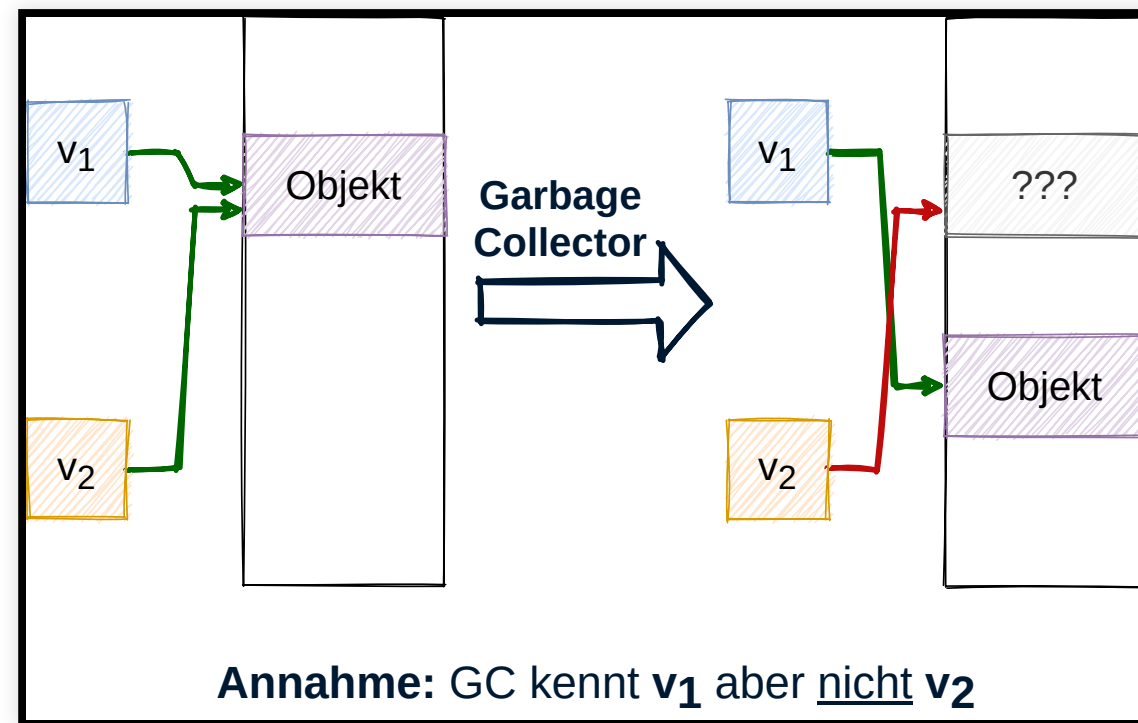 v1
Objekt
v2
Garbage
Collector
v1
???
Objekt
v2
Annahme: GC kennt v1 aber nicht v2